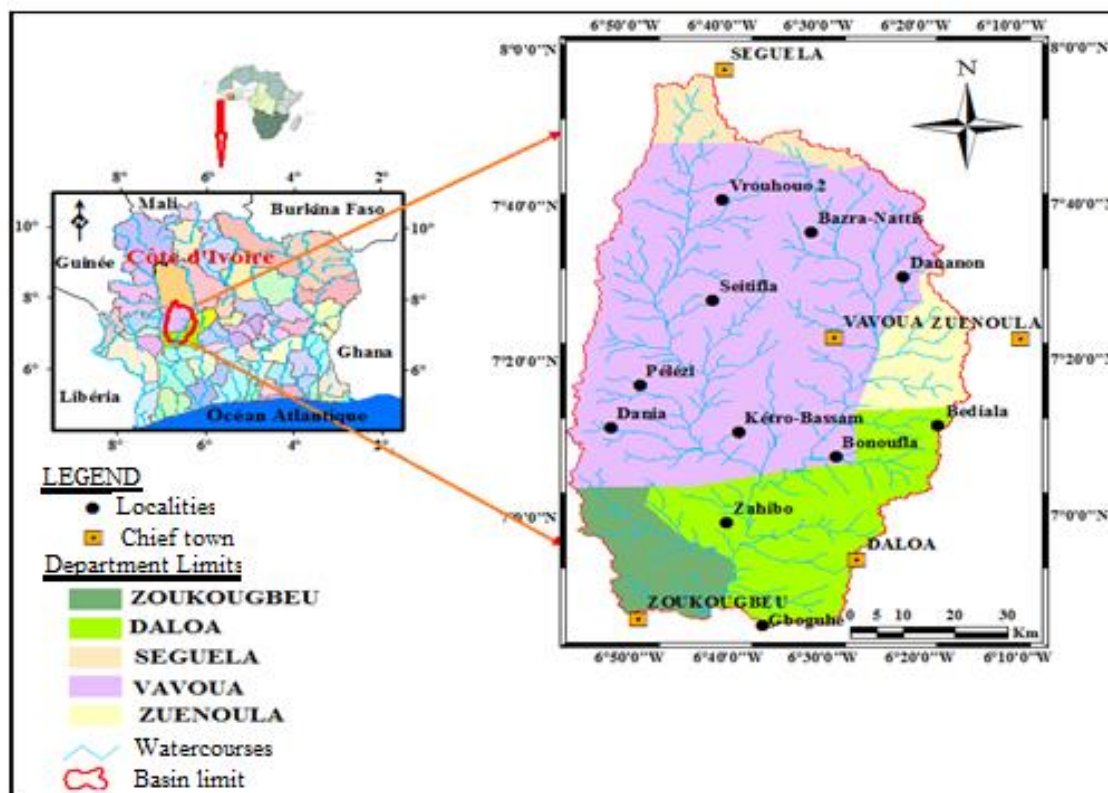 8° 6° 4° 2°
Mali
Burkina Faso
10° 10°
N
Côte d'Ivoire
Guinée
8° 8°
Ghana
6° 6°
Libéria
Océan Atlantique
8° 6° 4° 2°
LEGEND
Localities
Chief town
Department Limits
ZOUKOUGBEU
DALOA
SEGUELA
VAVOUA
ZUENOULA
Watercourses
Basin limit
6°50'0"W 6°40'0"W 6°30'0"W 6°20'0"W 6°10'0"W
8°0'0"N 8°0'0"N
SEGUELA
N
Vrouhouo 2
7°40'0"N 7°40'0"N
Bazra-Nattis
Dananon
Seitifla
VAVOUA ZUENOULA
7°20'0"N 7°20'0"N
Pélézi
Dania
Kétro-Bassam
Bediala
Bonoufla
Zahibo
7°0'0"N 7°0'0"N
DALOA
ZOUKOUGBEU
Gboguhé
0 5 10 20 30
Km
6°50'0"W 6°40'0"W 6°30'0"W 6°20'0"W 6°10'0"W